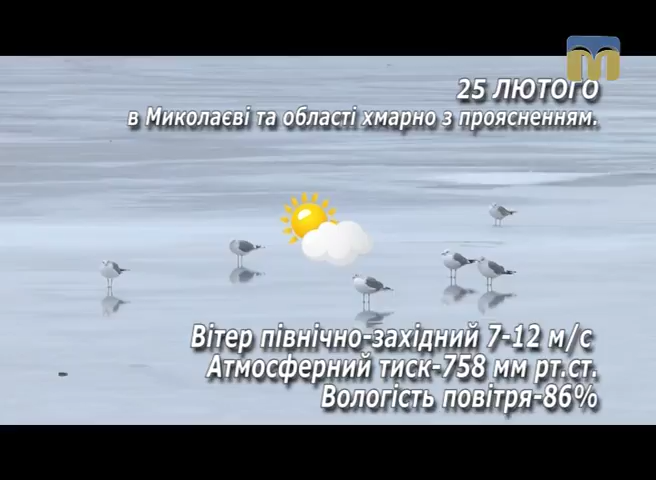 25 ЛЮТОГО
в Миколаєві та області хмарно з проясненням.
Вітер північно-західний 7-12 м/с
Атмосферний тиск-758 мм рт.ст.
Вологість повітря-86%